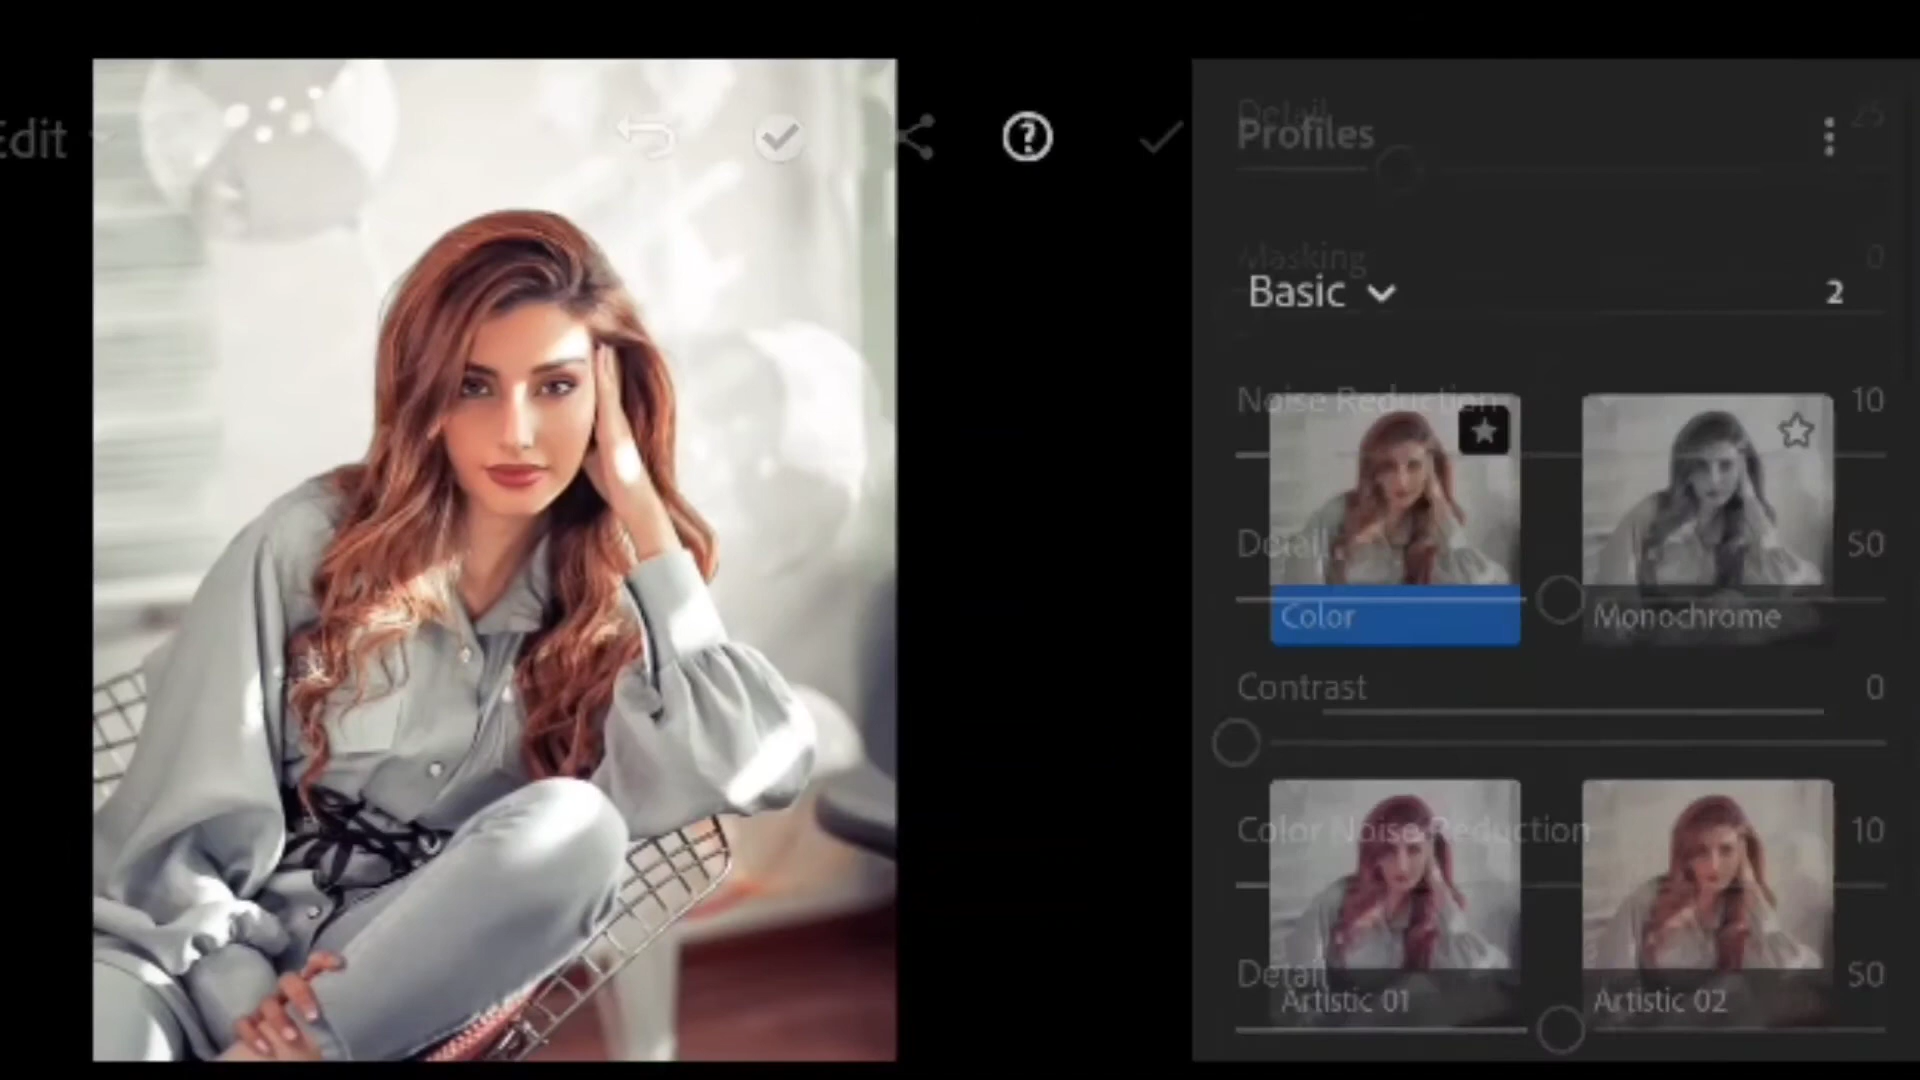 Edit
Detail 25
Profiles
Masking 0
Basic 2
Noise Reduction 10
Detail 50
Color Monochrome
Contrast 0
Color Noise Reduction 10
Detail 50
Artistic 01 Artistic 02